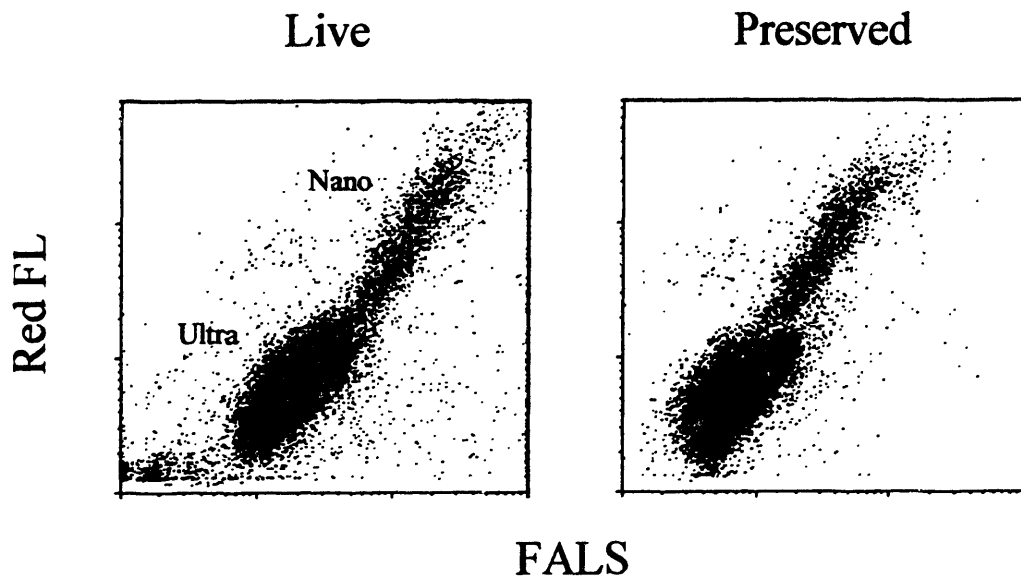 Live
Preserved
Nano
Ultra
Red FL
FALS